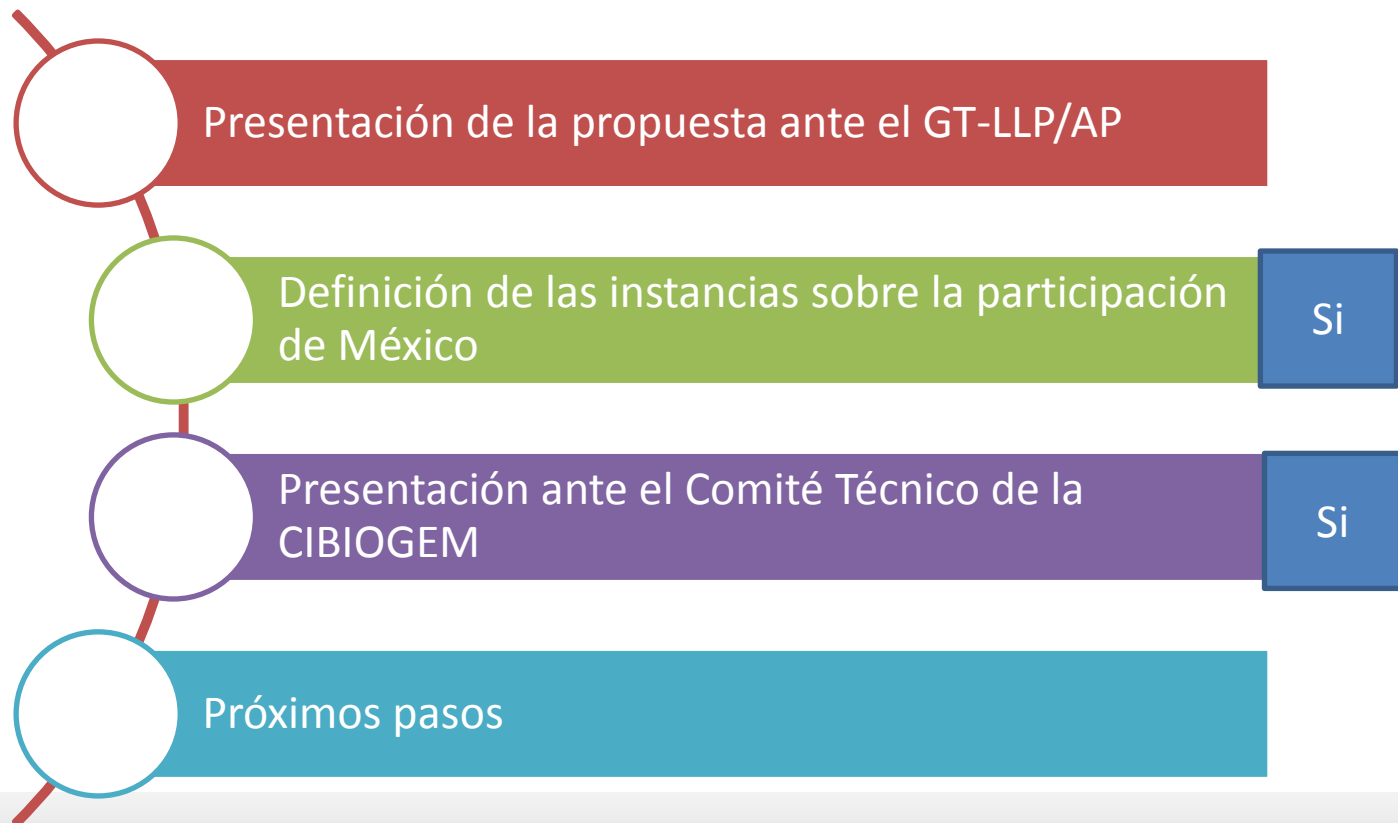 Presentación de la propuesta ante el GT-LLP/AP
Definición de las instancias sobre la participación
de México
Si
Presentación ante el Comité Técnico de la
CIBIOGEM
Si
Próximos pasos